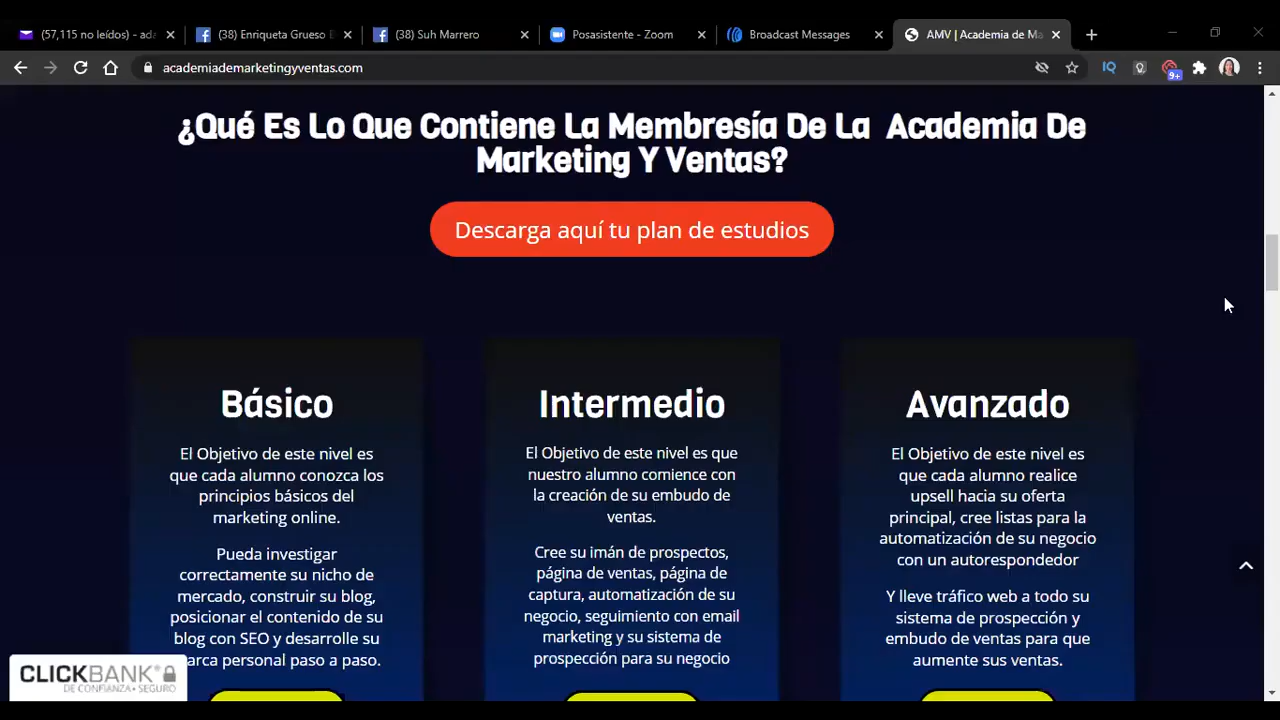 (57,115 no leídos) - ada
(38) Enriqueta Grueso B
(38) Suh Marrero
Posasistente - Zoom
Broadcast Messages
AMV | Academia de Ma
academiademarketingyventas.com
IQ
9+
¿Qué Es Lo Que Contiene La Membresía De La Academia De
Marketing Y Ventas?
Descarga aquí tu plan de estudios
Básico
El Objetivo de este nivel es
que cada alumno conozca los
principios básicos del
marketing online.
Pueda investigar
correctamente su nicho de
mercado, construir su blog,
posicionar el contenido de su
blog con SEO y desarrolle su
arca personal paso a paso.
Intermedio
El Objetivo de este nivel es que
nuestro alumno comience con
la creación de su embudo de
ventas.
Cree su imán de prospectos,
página de ventas, página de
captura, automatización de su
negocio, seguimiento con email
marketing y su sistema de
prospección para su negocio
Avanzado
El Objetivo de este nivel es
que cada alumno realice
upsell hacia su oferta
principal, cree listas para la
automatización de su negocio
con un autorespondedor
Y lleve tráfico web a todo su
sistema de prospección y
embudo de ventas para que
aumente sus ventas.
CLICKBANK®
DE CONFIANZA • SEGURO